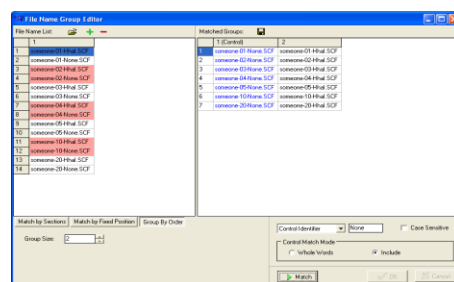 File Name Group Editor
File Name List: Matched Groups:
1
1 someone-01-Hhal.SCF
2 someone-01-None.SCF
3 someone-02-Hhal.SCF
4 someone-02-None.SCF
5 someone-03-Hhal.SCF
6 someone-03-None.SCF
7 someone-04-Hhal.SCF
8 someone-04-None.SCF
9 someone-05-Hhal.SCF
10 someone-05-None.SCF
11 someone-10-Hhal.SCF
12 someone-10-None.SCF
13 someone-20-Hhal.SCF
14 someone-20-None.SCF
1 (Control) 2
1 someone-01-None.SCF someone-01-Hhal.SCF
2 someone-02-None.SCF someone-02-Hhal.SCF
3 someone-03-None.SCF someone-03-Hhal.SCF
4 someone-04-None.SCF someone-04-Hhal.SCF
5 someone-05-None.SCF someone-05-Hhal.SCF
6 someone-10-None.SCF someone-10-Hhal.SCF
7 someone-20-None.SCF someone-20-Hhal.SCF
Match by Sections Match by Fixed Position Group By Order
Group Size: 2
Control Identifier None Case Sensitive
Control Match Mode
Whole Words Include
Match OK Cancel